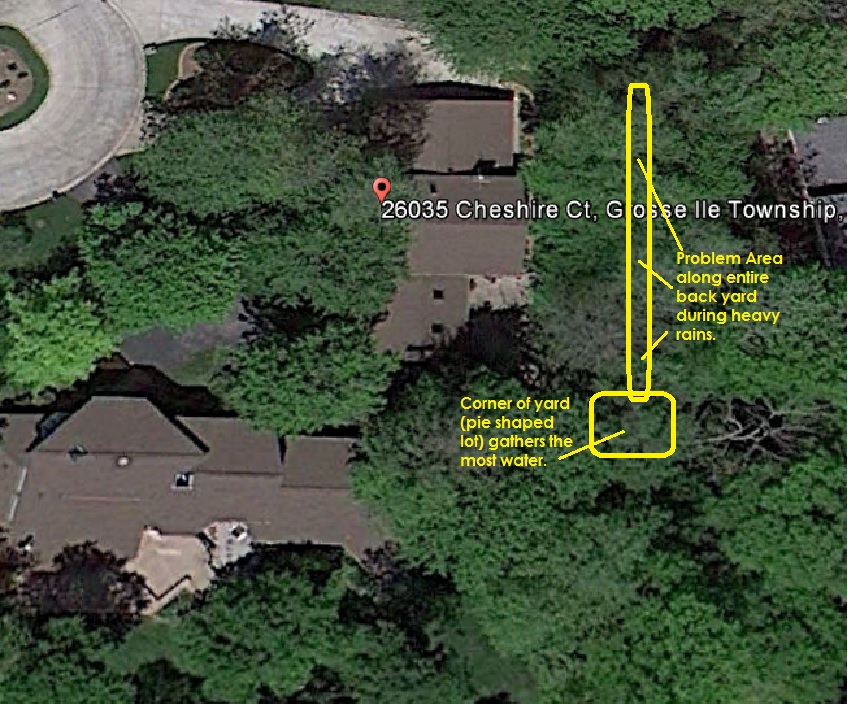 26035 Cheshire Ct, Grosse Ile Township,
Problem Area
along entire
back yard
during heavy
rains.
Corner of yard
(pie shaped
lot) gathers the
most water.